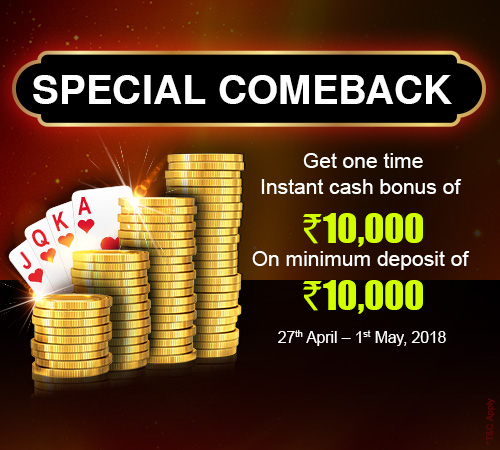 SPECIAL COMEBACK
Get one time
Instant cash bonus of
₹10,000
On minimum deposit of
₹10,000
27th April – 1st May, 2018
J
Q
K
A
*T&C Apply